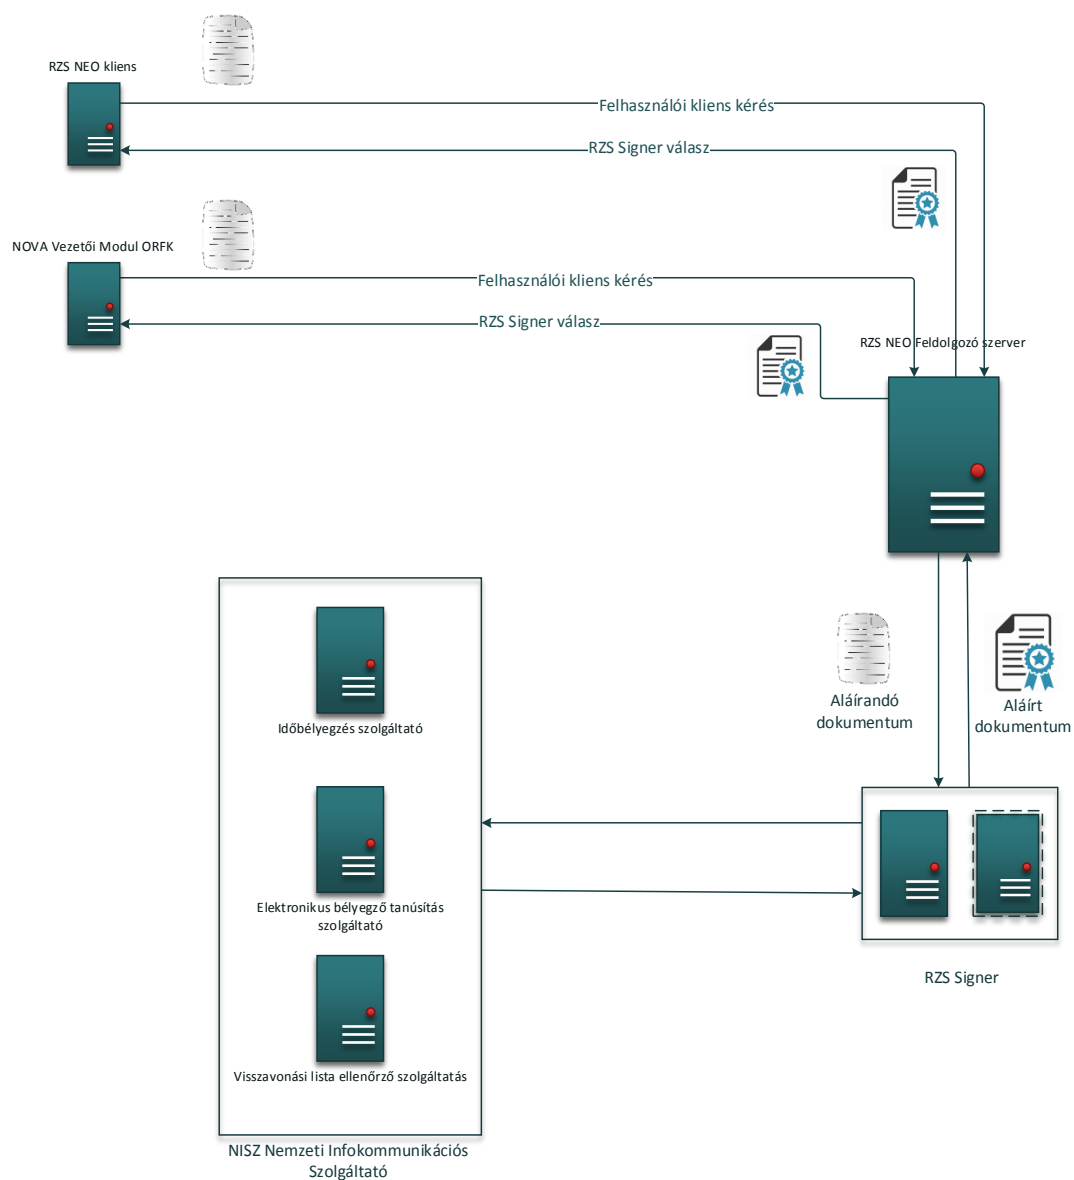 RZS NEO kliens
Felhasználói kliens kérés
RZS Signer válasz
NOVA Vezetői Modul ORFK
Felhasználói kliens kérés
RZS Signer válasz
RZS NEO Feldolgozó szerver
Aláírandó
dokumentum
Aláírt
dokumentum
Időbélyegzés szolgáltató
Elektronikus bélyegző tanúsítás
szolgáltató
RZS Signer
Visszavonási lista ellenőrző szolgáltatás
NISZ Nemzeti Infokommunikációs
Szolgáltató